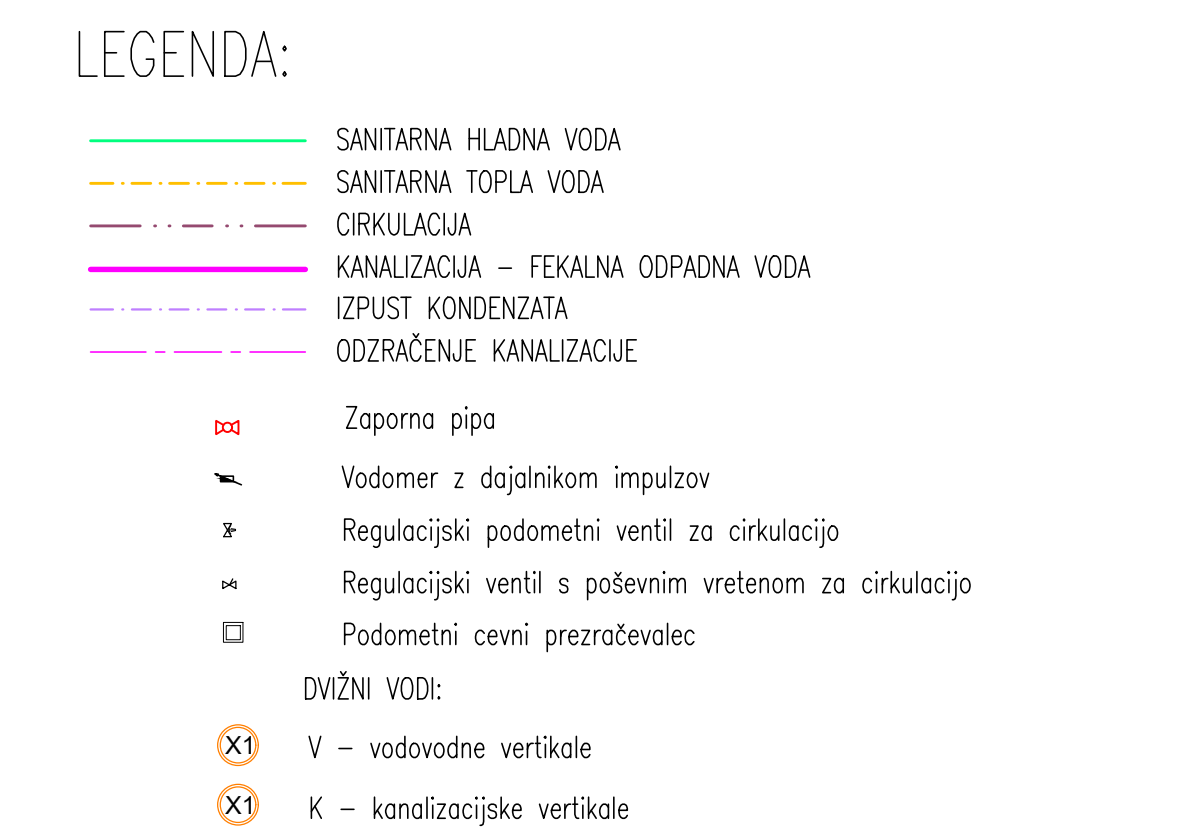 LEGENDA:
SANITARNA HLADNA VODA
SANITARNA TOPLA VODA
CIRKULACIJA
KANALIZACIJA – FEKALNA ODPADNA VODA
IZPUST KONDENZATA
ODZRAČENJE KANALIZACIJE
Zaporna pipa
Vodomer z dajalnikom impulzov
Regulacijski podometni ventil za cirkulacijo
Regulacijski ventil s poševnim vretenom za cirkulacijo
Podometni cevni prezračevalec
DVIŽNI VODI:
X1 V – vodovodne vertikale
X1 K – kanalizacijske vertikale